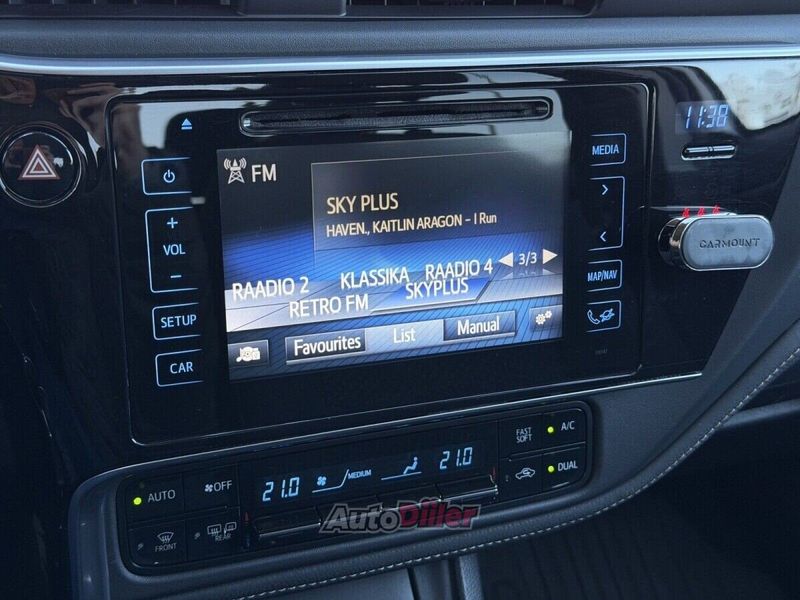 11:38
FM
MEDIA
SKY PLUS
HAVEN., KAITLIN ARAGON - I Run
+
VOL
-
CARMOUNT
◀ 3/3 ▶
RAADIO 2 KLASSIKA RAADIO 4
RETRO FM SKYPLUS
MAP/NAV
SETUP
Favourites List Manual
CAR
FAST
SOFT
A/C
AUTO
OFF
21.0
MEDIUM
21.0
DUAL
FRONT
REAR
AutoDiller